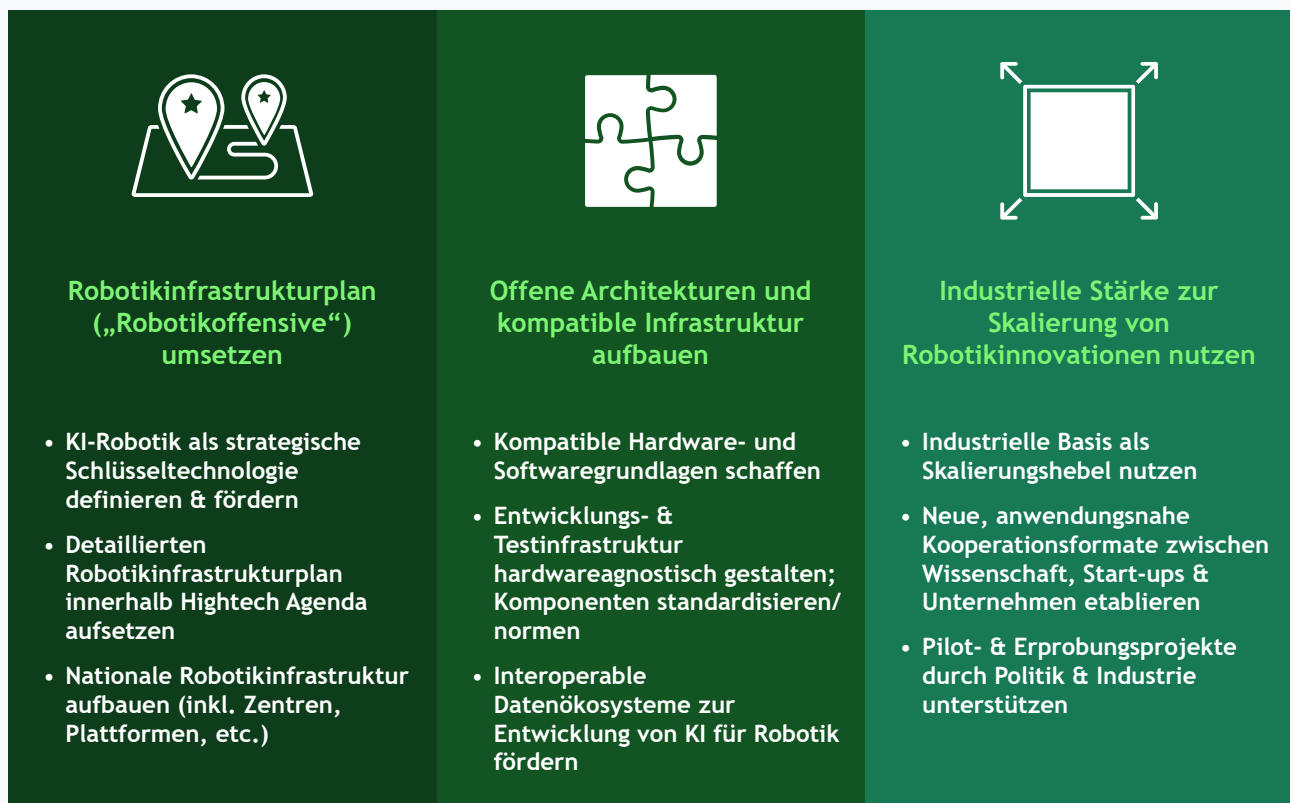 Robotikinfrastrukturplan
(„Robotikoffensive“)
umsetzen
• KI-Robotik als strategische
Schlüsseltechnologie
definieren & fördern
• Detaillierten
Robotikinfrastrukturplan
innerhalb Hightech Agenda
aufsetzen
• Nationale Robotikinfrastruktur
aufbauen (inkl. Zentren,
Plattformen, etc.)
Offene Architekturen und
kompatible Infrastruktur
aufbauen
• Kompatible Hardware- und
Softwaregrundlagen schaffen
• Entwicklungs- &
Testinfrastruktur
hardwareagnostisch gestalten;
Komponenten standardisieren/
normen
• Interoperable
Datenökosysteme zur
Entwicklung von KI für Robotik
fördern
Industrielle Stärke zur
Skalierung von
Robotikinnovationen nutzen
• Industrielle Basis als
Skalierungshebel nutzen
• Neue, anwendungsnahe
Kooperationsformate zwischen
Wissenschaft, Start-ups &
Unternehmen etablieren
• Pilot- & Erprobungsprojekte
durch Politik & Industrie
unterstützen